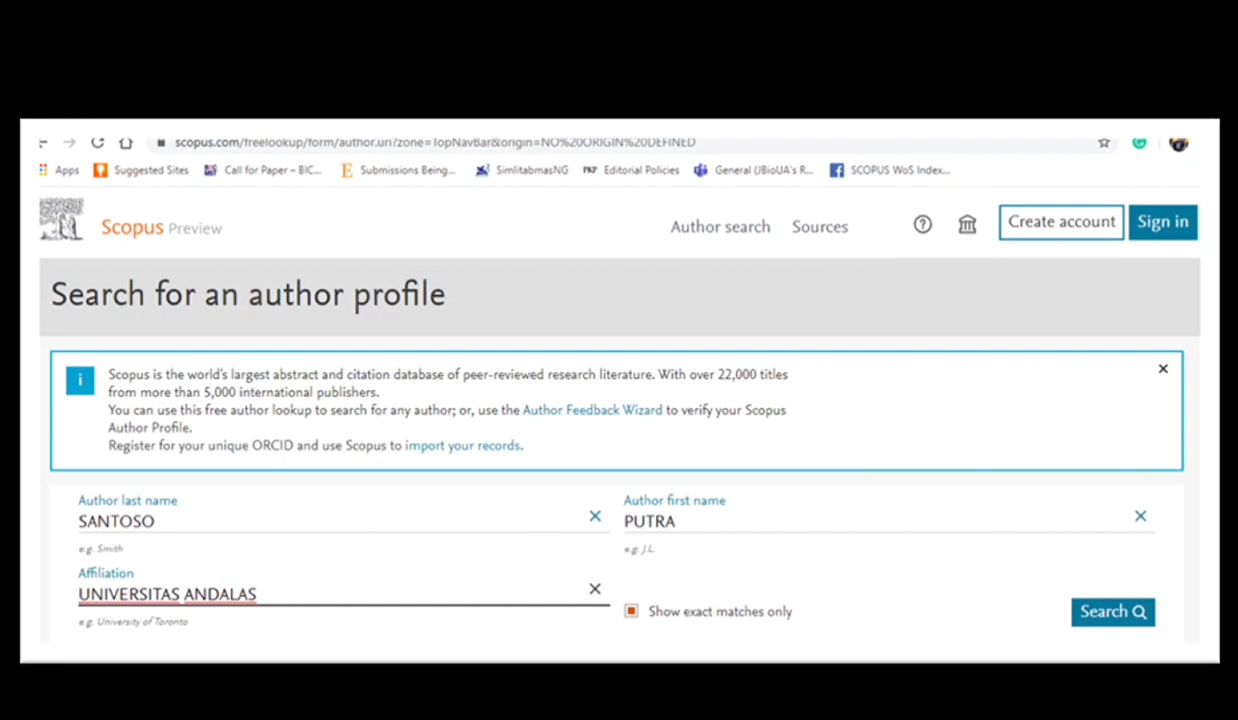 scopus.com/freelookup/form/author.uri?zone=TopNavBar&origin=NO%20ORIGIN%20DEFINED
Apps Suggested Sites Call for Paper – BIC... Submissions Being... SimlitabmasNG PKP Editorial Policies General (JBioUA's R... SCOPUS WoS Index...
Scopus Preview Author search Sources Create account Sign in
Search for an author profile
Scopus is the world's largest abstract and citation database of peer-reviewed research literature. With over 22,000 titles
from more than 5,000 international publishers.
You can use this free author lookup to search for any author; or, use the Author Feedback Wizard to verify your Scopus
Author Profile.
Register for your unique ORCID and use Scopus to import your records.
Author last name Author first name
SANTOSO PUTRA
e.g. Smith e.g. J.L.
Affiliation
UNIVERSITAS ANDALAS
Show exact matches only Search
e.g. University of Toronto